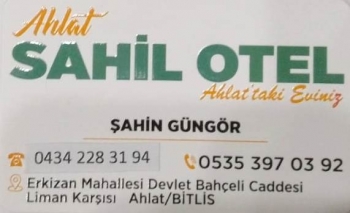 Ahlat
SAHİL OTEL
Ahlat'taki Eviniz
ŞAHİN GÜNGÖR
0434 228 31 94
0535 397 03 92
Erkizan Mahallesi Devlet Bahçeli Caddesi
Liman Karşısı Ahlat/BİTLİS